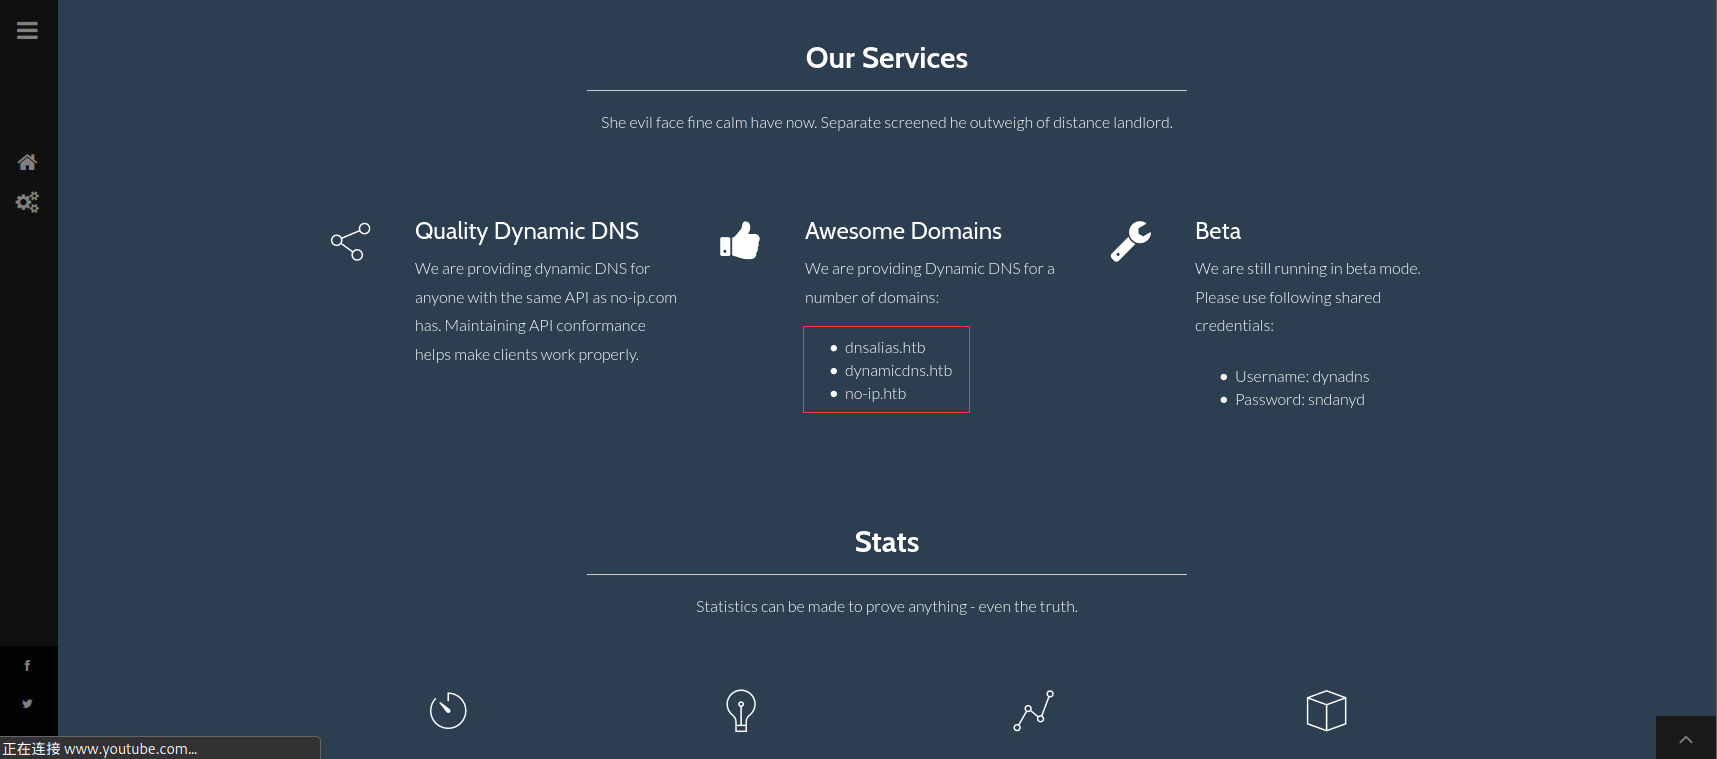 Our Services
She evil face fine calm have now. Separate screened he outweigh of distance landlord.
Quality Dynamic DNS
We are providing dynamic DNS for
anyone with the same API as no-ip.com
has. Maintaining API conformance
helps make clients work properly.
Awesome Domains
We are providing Dynamic DNS for a
number of domains:
dnsalias.htb
dynamicdns.htb
no-ip.htb
Beta
We are still running in beta mode.
Please use following shared
credentials:
Username: dynadns
Password: sndanyd
Stats
Statistics can be made to prove anything - even the truth.
正在连接 www.youtube.com...